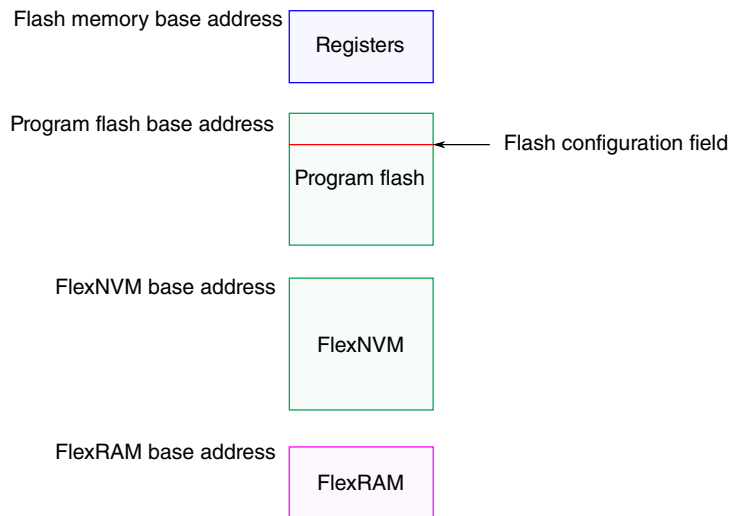 Flash memory base address
Registers
Program flash base address
Flash configuration field
Program flash
FlexNVM base address
FlexNVM
FlexRAM base address
FlexRAM